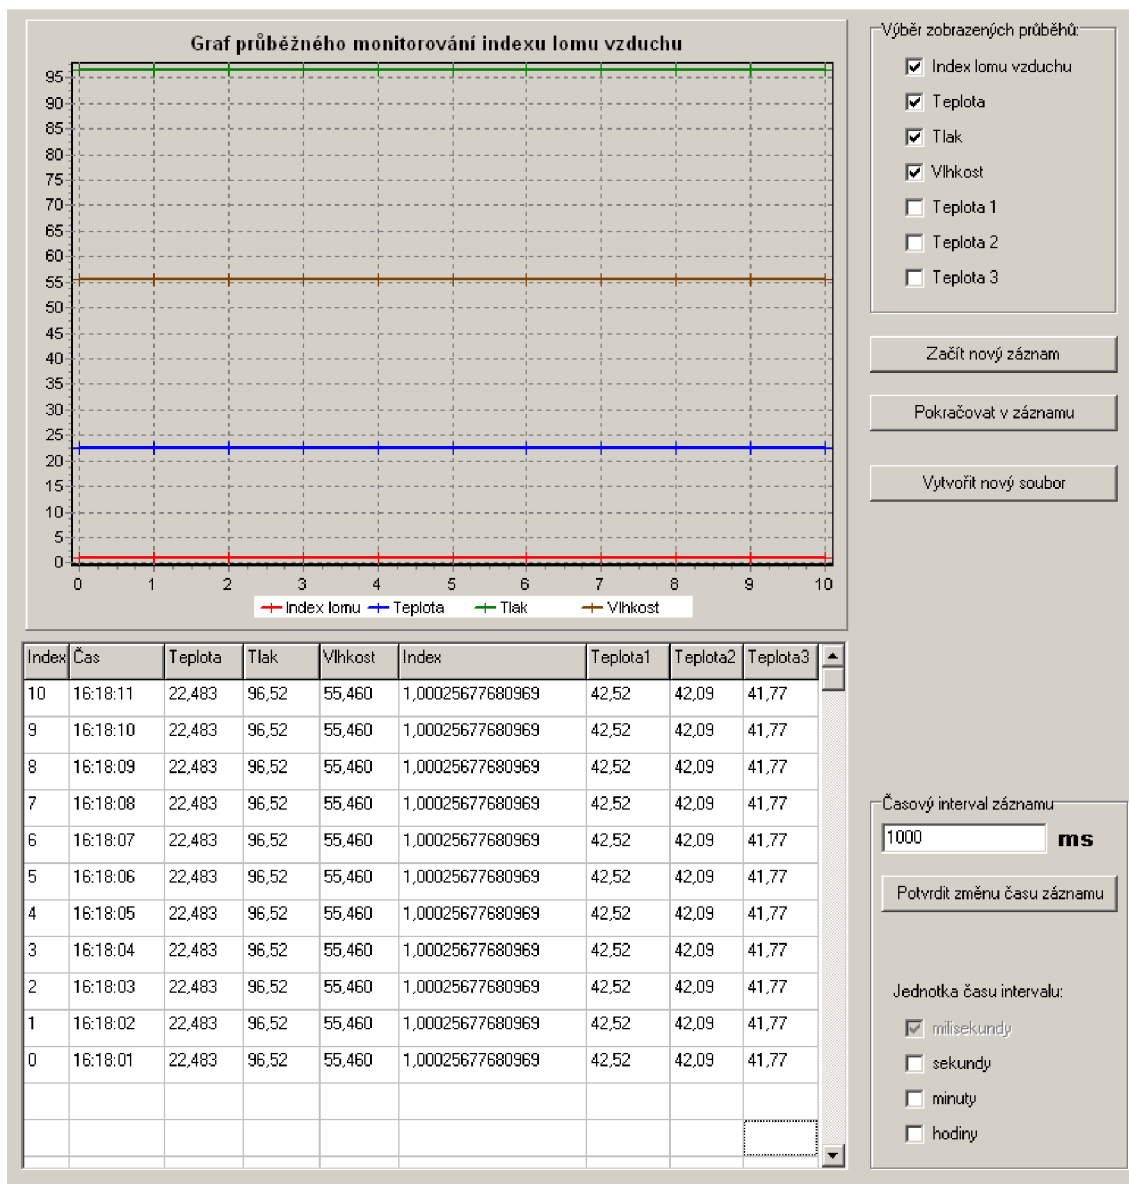 Graf průběžného monitorování indexu lomu vzduchu
95
90
85
80
75
70
65
60
55
50
45
40
35
30
25
20
15
10
5
0
0 1 2 3 4 5 6 7 8 9 10
Index lomu Teplota Tlak Vlhkost
Výběr zobrazených průběhů:
Index lomu vzduchu
Teplota
Tlak
Vlhkost
Teplota 1
Teplota 2
Teplota 3
Začít nový záznam
Pokračovat v záznamu
Vytvořit nový soubor
Index Čas Teplota Tlak Vlhkost Index Teplota1 Teplota2 Teplota3
10 16:18:11 22,483 96,52 55,460 1,00025677680969 42,52 42,09 41,77
9 16:18:10 22,483 96,52 55,460 1,00025677680969 42,52 42,09 41,77
8 16:18:09 22,483 96,52 55,460 1,00025677680969 42,52 42,09 41,77
7 16:18:08 22,483 96,52 55,460 1,00025677680969 42,52 42,09 41,77
6 16:18:07 22,483 96,52 55,460 1,00025677680969 42,52 42,09 41,77
5 16:18:06 22,483 96,52 55,460 1,00025677680969 42,52 42,09 41,77
4 16:18:05 22,483 96,52 55,460 1,00025677680969 42,52 42,09 41,77
3 16:18:04 22,483 96,52 55,460 1,00025677680969 42,52 42,09 41,77
2 16:18:03 22,483 96,52 55,460 1,00025677680969 42,52 42,09 41,77
1 16:18:02 22,483 96,52 55,460 1,00025677680969 42,52 42,09 41,77
0 16:18:01 22,483 96,52 55,460 1,00025677680969 42,52 42,09 41,77
Časový interval záznamu
1000 ms
Potvrdit změnu času záznamu
Jednotka času intervalu:
milisekundy
sekundy
minuty
hodiny